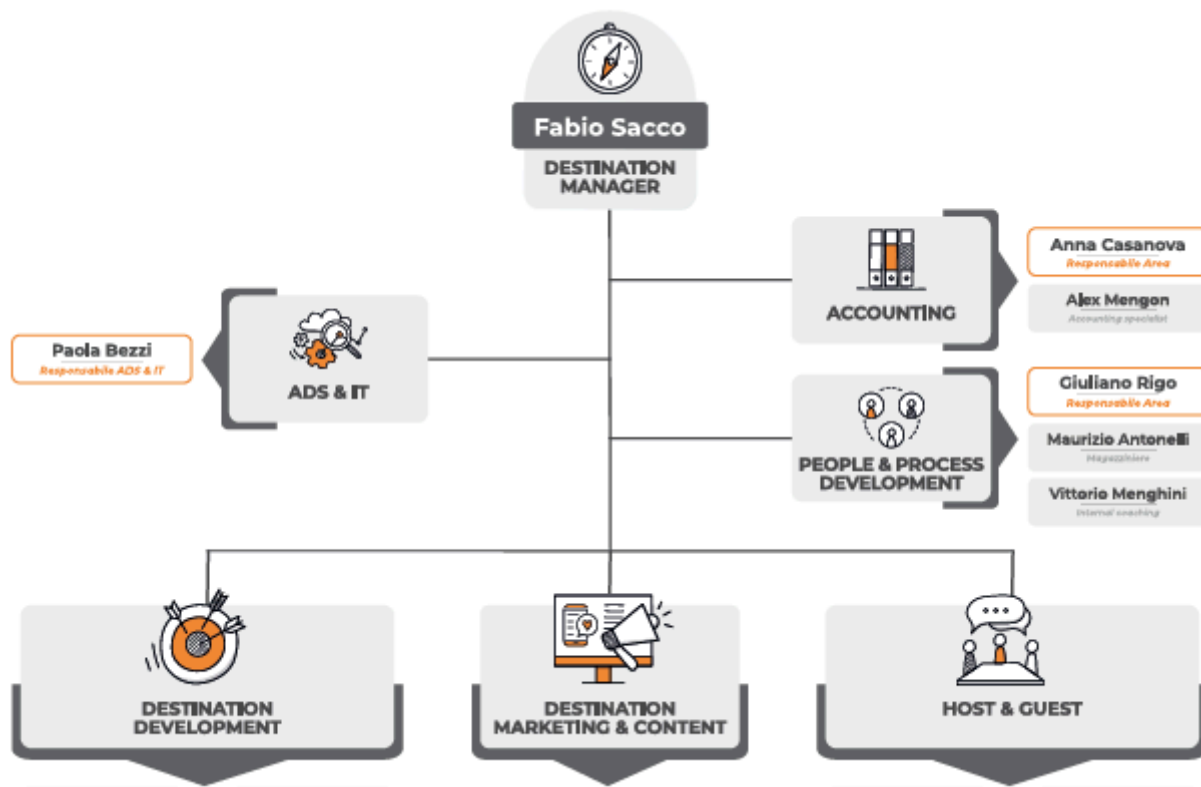 Fabio Sacco
DESTINATION
MANAGER
ACCOUNTING
Anna Casanova
Responsabile Area
Alex Mengon
Accounting specialist
ADS & IT
Paola Bezzi
Responsabile ADS & IT
PEOPLE & PROCESS
DEVELOPMENT
Giuliano Rigo
Responsabile Area
Maurizio Antonelli
Magazziniere
Vittorio Menghini
Internal coaching
DESTINATION
DEVELOPMENT
DESTINATION
MARKETING & CONTENT
HOST & GUEST